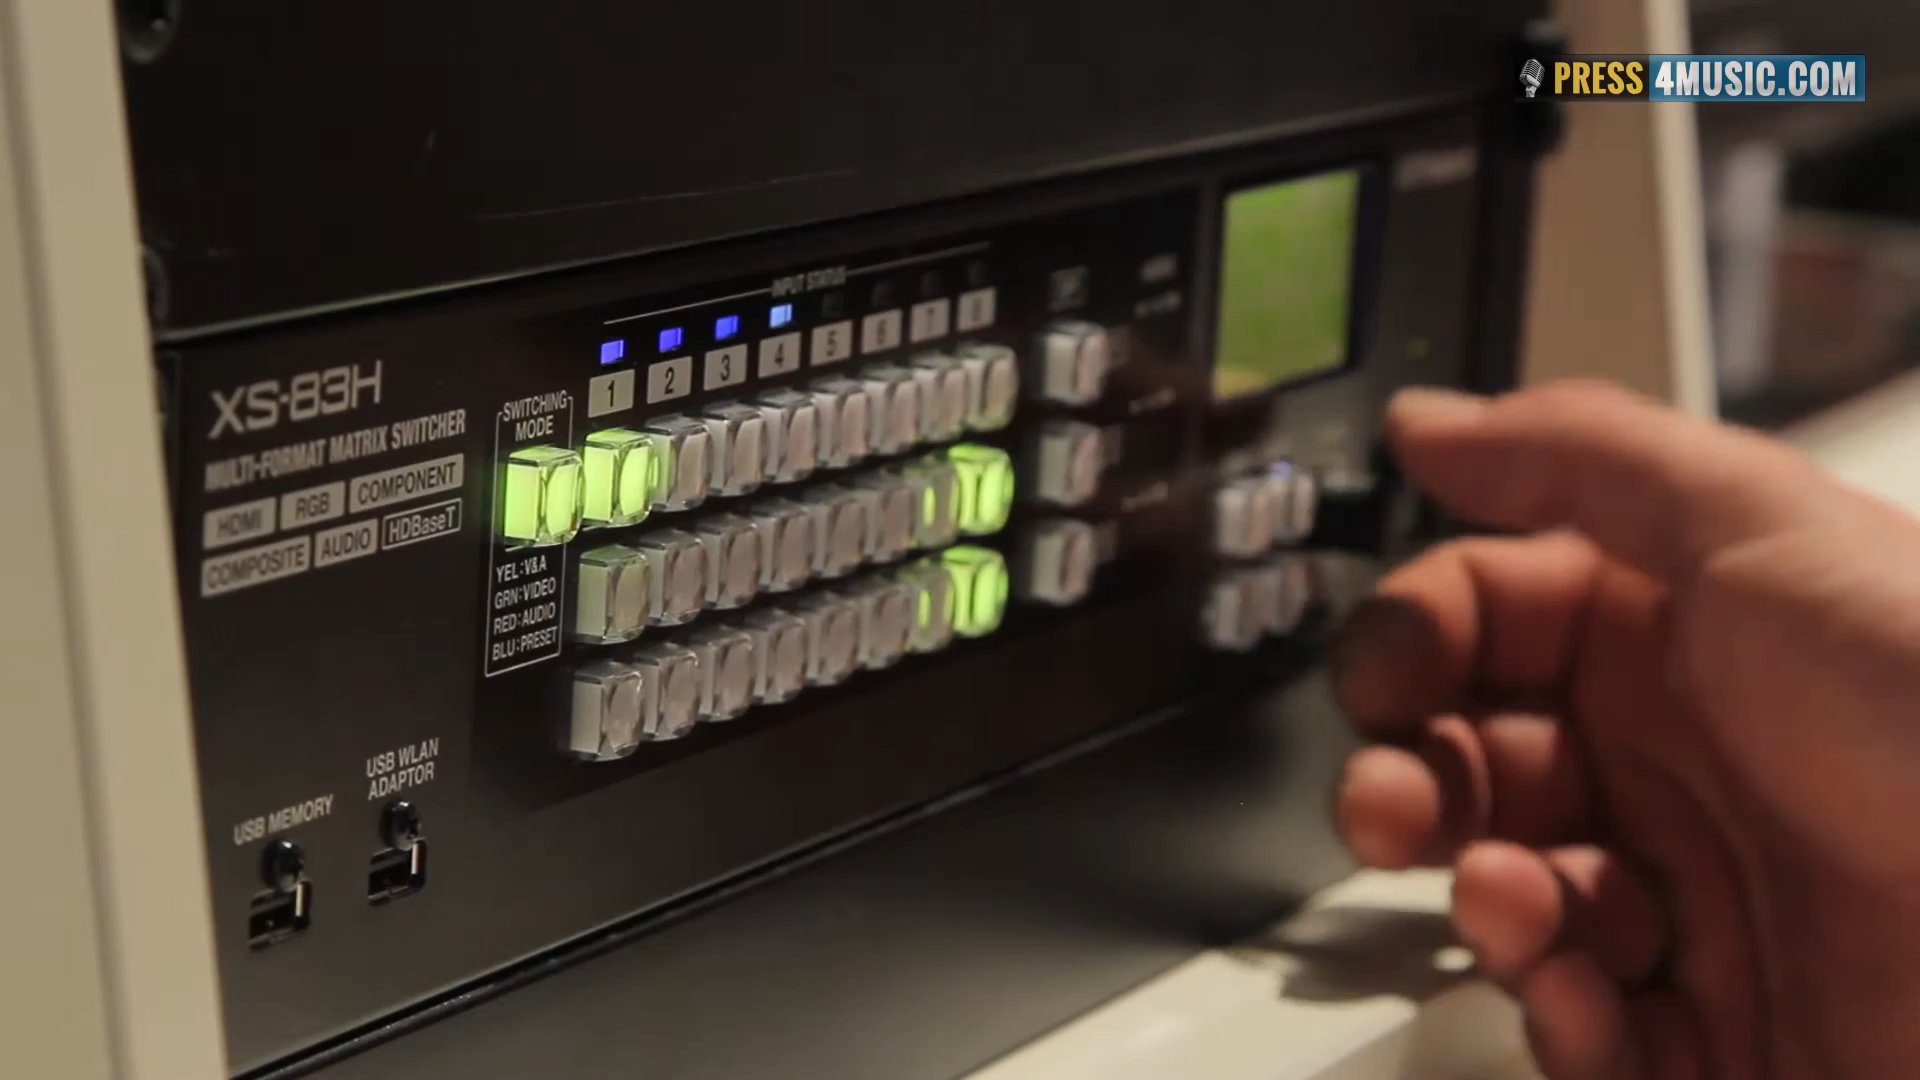 PRESS 4MUSIC.COM
INPUT STATUS
1 2 3 4 5 6 7 8
XS-83H
MULTI-FORMAT MATRIX SWITCHER
HDMI RGB COMPONENT
COMPOSITE AUDIO HDBaseT
SWITCHING
MODE
YEL:V&A
GRN:VIDEO
RED:AUDIO
BLU:PRESET
USB MEMORY
USB WLAN
ADAPTOR